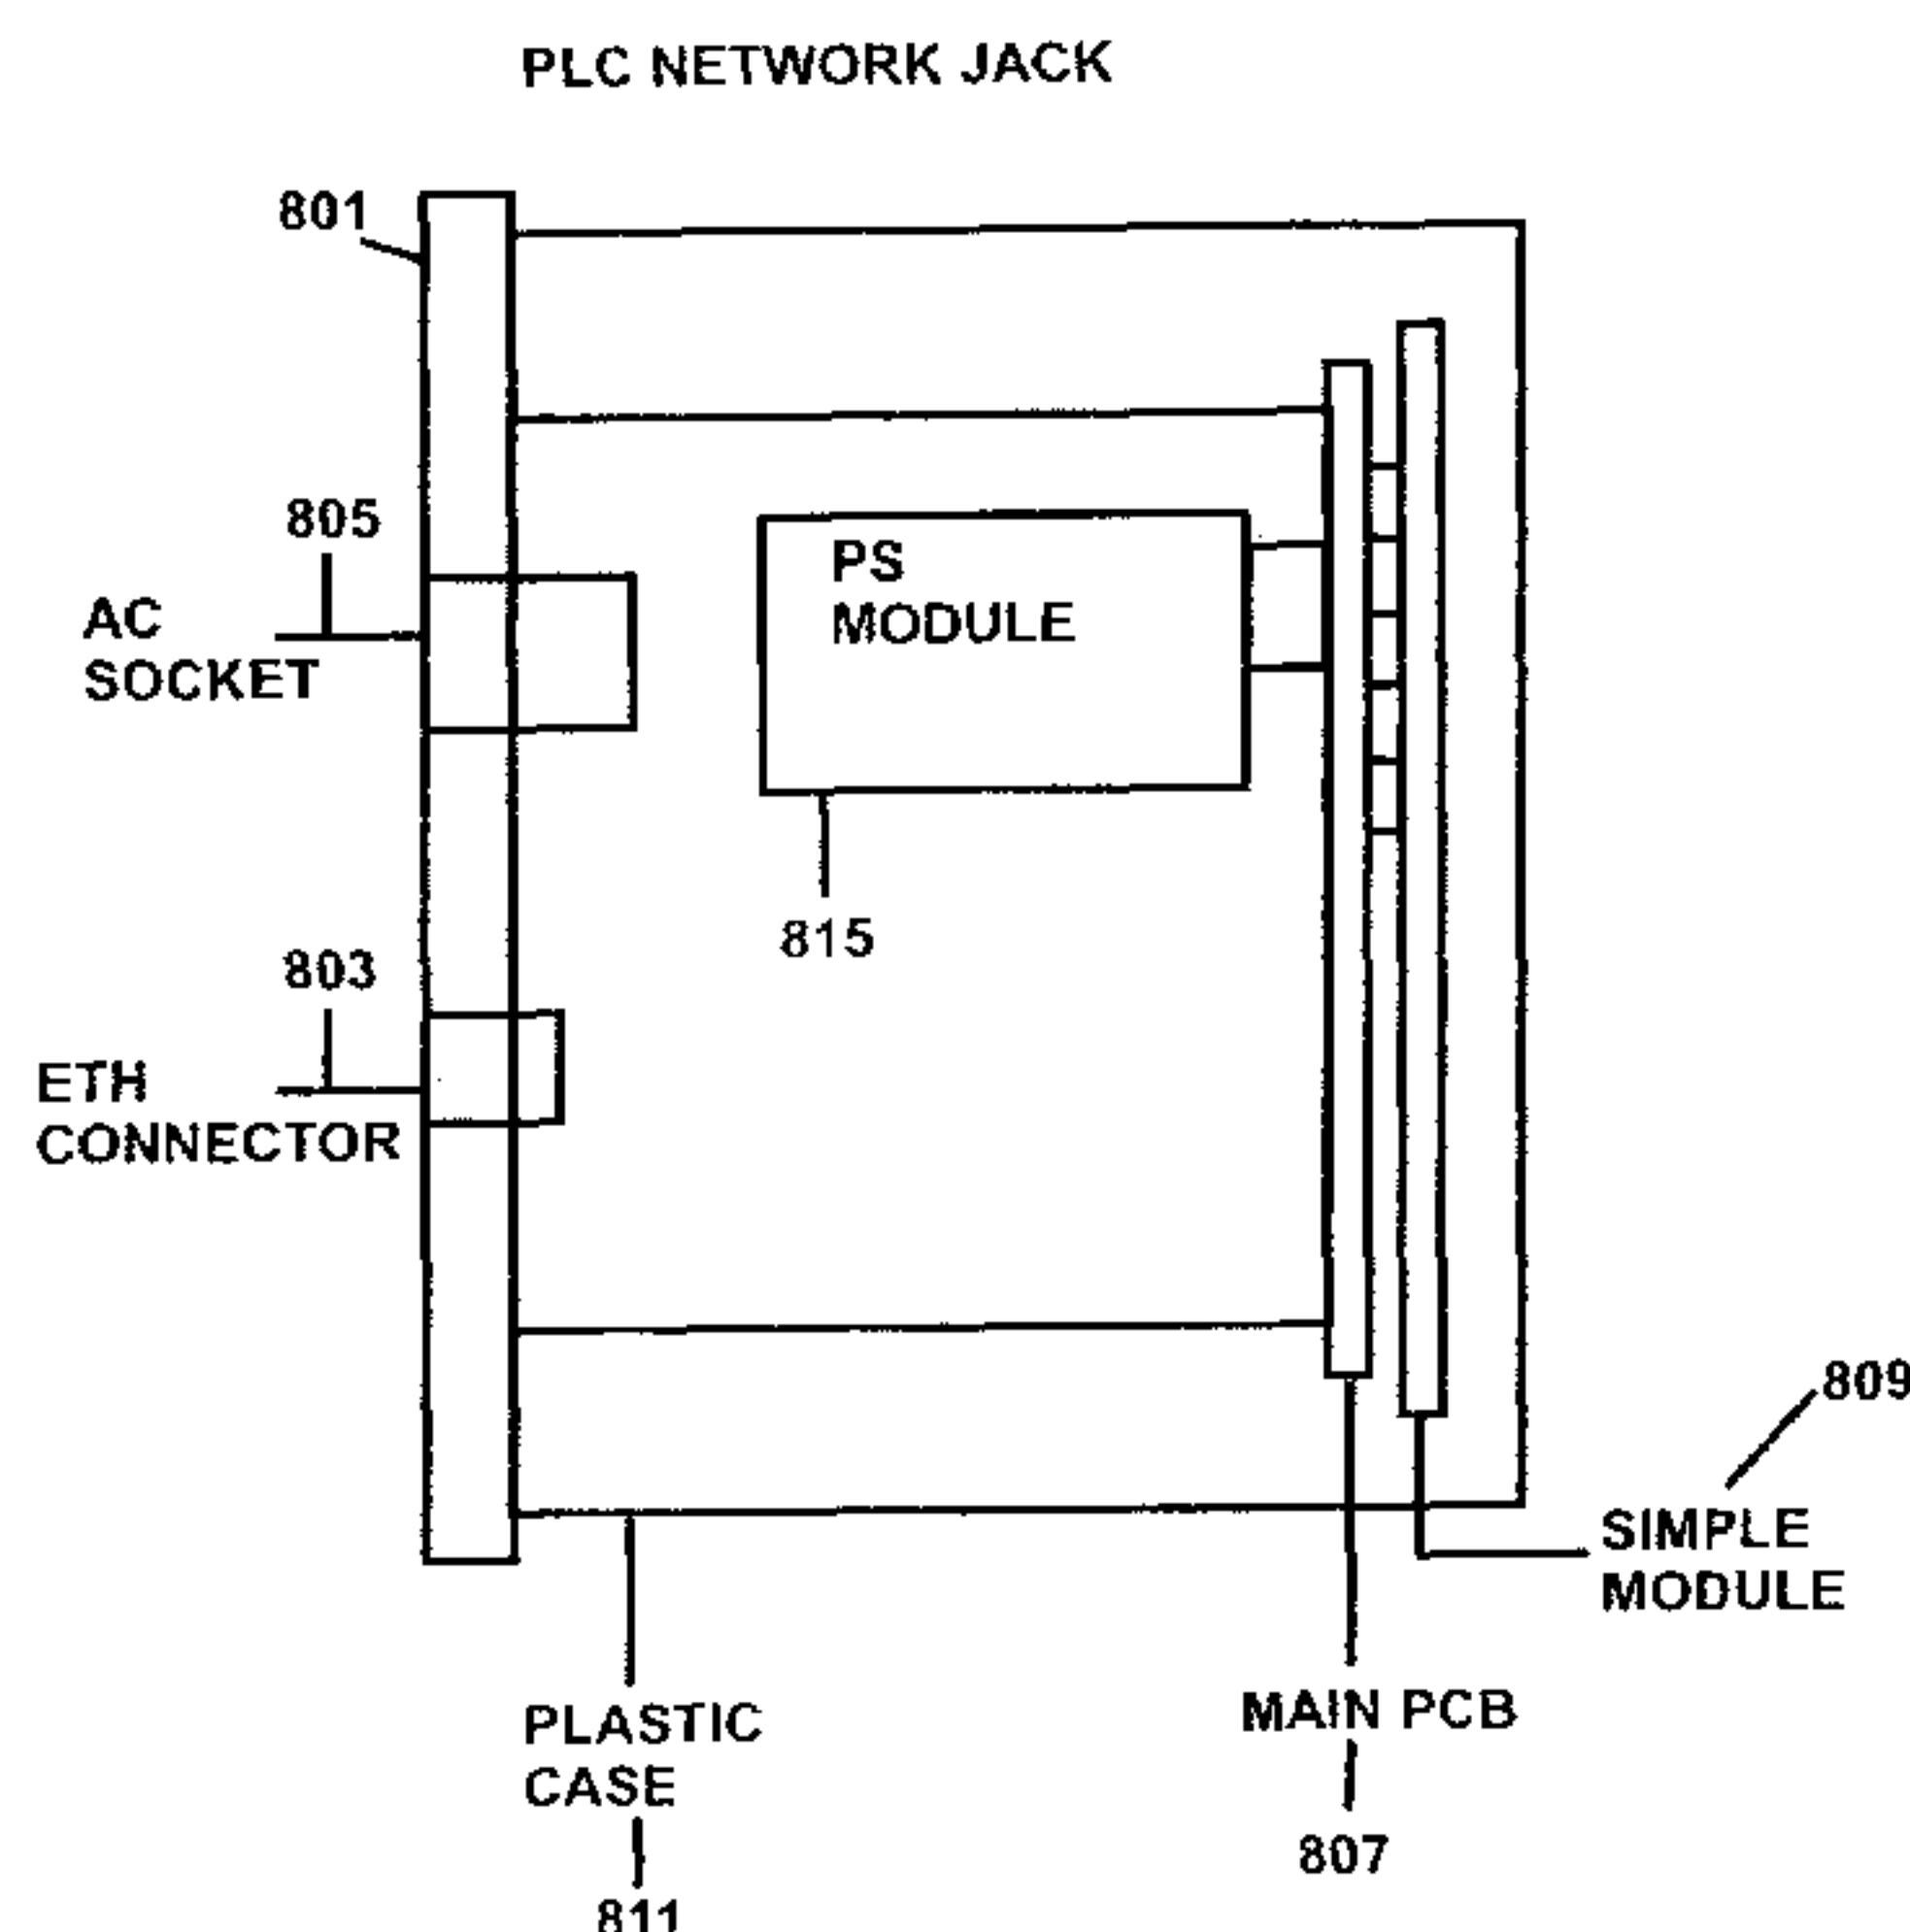 PLC NETWORK JACK
801
805
AC
SOCKET
PS
MODULE
815
803
ETH
CONNECTOR
809
SIMPLE
MODULE
PLASTIC
CASE
811
MAIN PCB
807